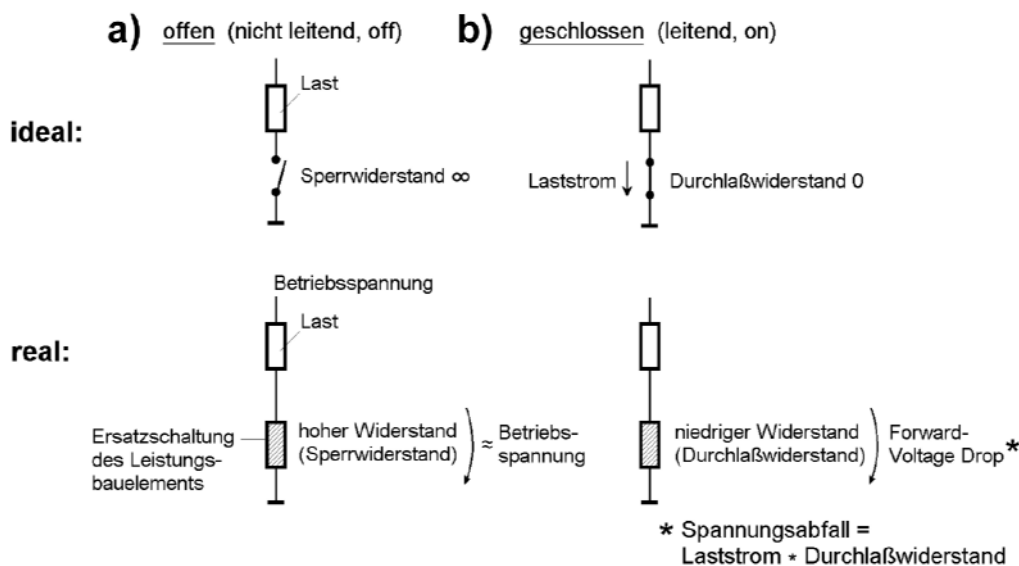 a) offen (nicht leitend, off)
b) geschlossen (leitend, on)
ideal:
Last
Sperrwiderstand ∞
Laststrom
Durchlaßwiderstand 0
real:
Betriebsspannung
Last
Ersatzschaltung
des Leistungs-
bauelements
hoher Widerstand
(Sperrwiderstand)
≈ Betriebs-
spannung
niedriger Widerstand
(Durchlaßwiderstand)
Forward-
Voltage Drop *
* Spannungsabfall =
Laststrom * Durchlaßwiderstand